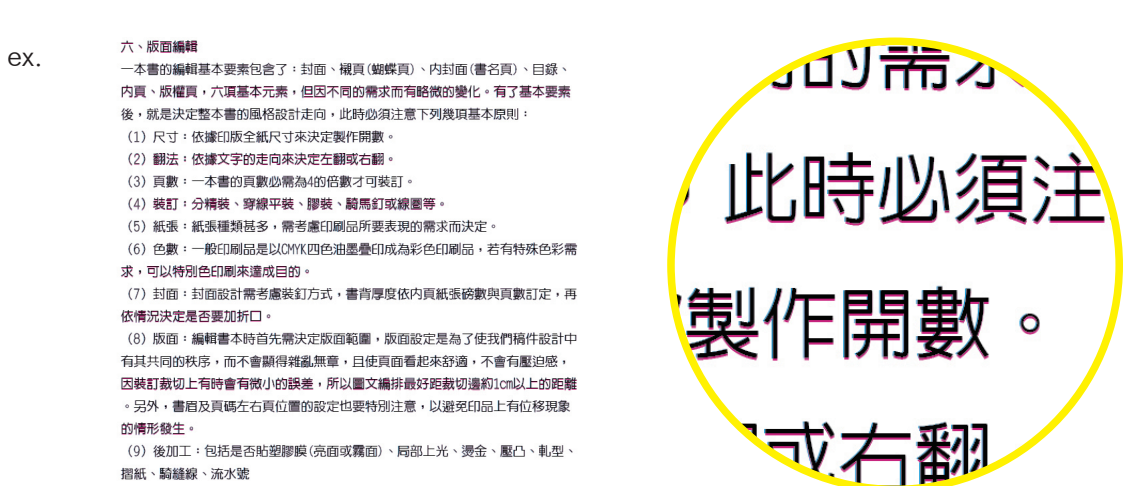 ex.
六、版面編輯
一本書的編輯基本要素包含了：封面、襯頁(蝴蝶頁)、內封面(書名頁)、目錄、
內頁、版權頁，六項基本元素，但因不同的需求而有略微的變化。有了基本要素
後，就是決定整本書的風格設計走向，此時必須注意下列幾項基本原則：
（1）尺寸：依據印版全紙尺寸來決定製作開數。
（2）翻法：依據文字的走向來決定左翻或右翻。
（3）頁數：一本書的頁數必需為4的倍數才可裝訂。
（4）裝訂：分精裝、穿線平裝、膠裝、騎馬釘或線圈等。
（5）紙張：紙張種類甚多，需考慮印刷品所要表現的需求而決定。
（6）色數：一般印刷品是以CMYK四色油墨疊印成為彩色印刷品，若有特殊色彩需
求，可以特別色印刷來達成目的。
（7）封面：封面設計需考慮裝釘方式，書背厚度依內頁紙張磅數與頁數訂定，再
依情況決定是否要加折口。
（8）版面：編輯書本時首先需決定版面範圍，版面設定是為了使我們稿件設計中
有其共同的秩序，而不會顯得雜亂無章，且使頁面看起來舒適，不會有壓迫感，
因裝訂裁切上有時會有微小的誤差，所以圖文編排最好距裁切邊約1cm以上的距離
。另外，書眉及頁碼左右頁位置的設定也要特別注意，以避免印品上有位移現象
的情形發生。
（9）後加工：包括是否貼塑膠膜(亮面或霧面)、局部上光、燙金、壓凸、軋型、
摺紙、騎縫線、流水號
的需求
，此時必須注
製作開數。
或右翻